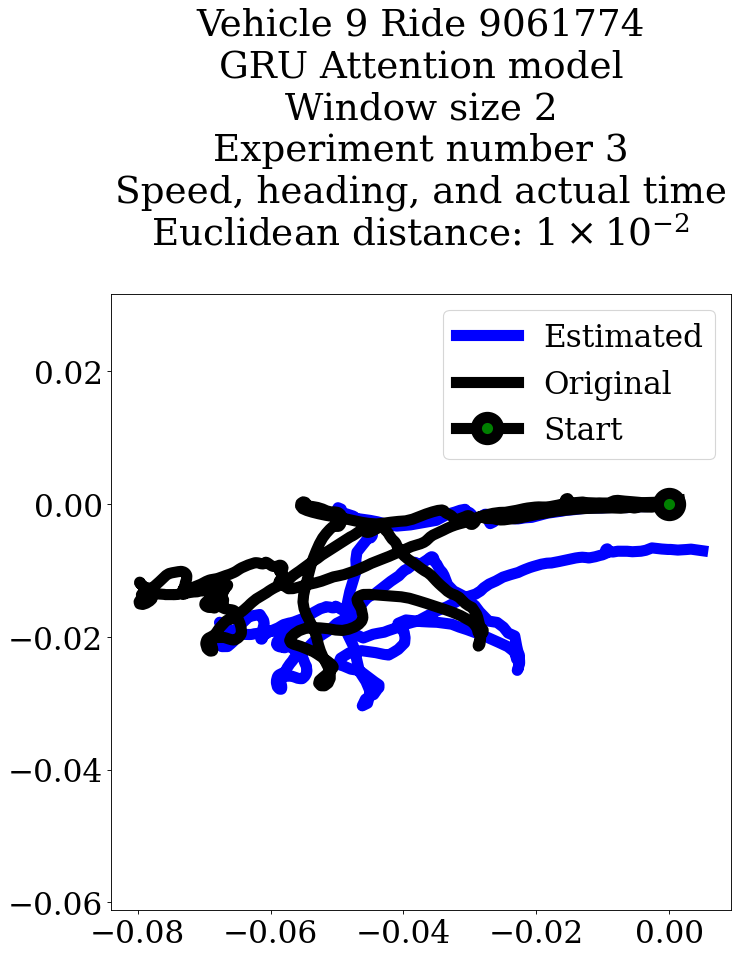 Vehicle 9 Ride 9061774
GRU Attention model
Window size 2
Experiment number 3
Speed, heading, and actual time
Euclidean distance: 1 × 10⁻²
Estimated
Original
Start
0.02
0.00
−0.02
−0.04
−0.06
−0.08 −0.06 −0.04 −0.02 0.00